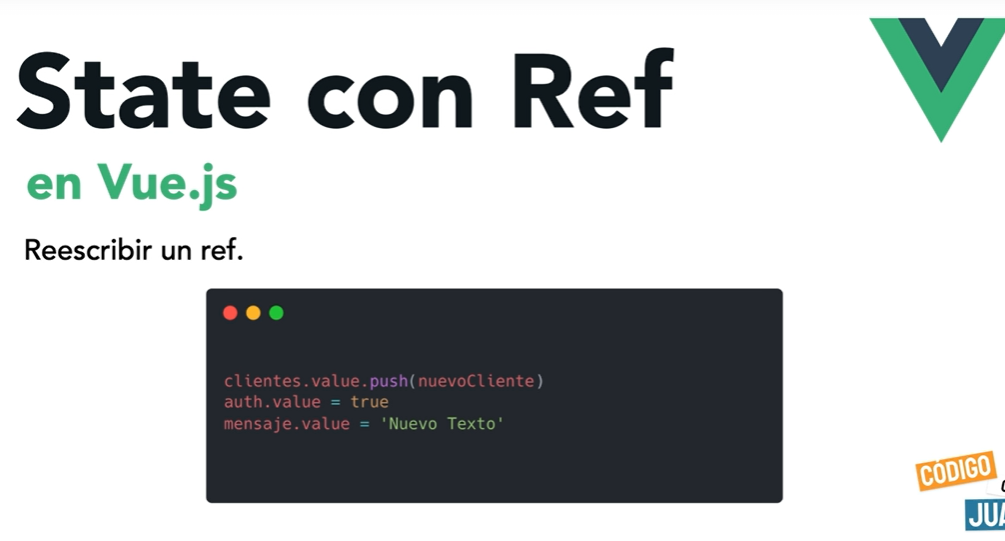 State con Ref
en Vue.js
Reescribir un ref.
clientes.value.push(nuevoCliente)
auth.value = true
mensaje.value = 'Nuevo Texto'
CÓDIGO